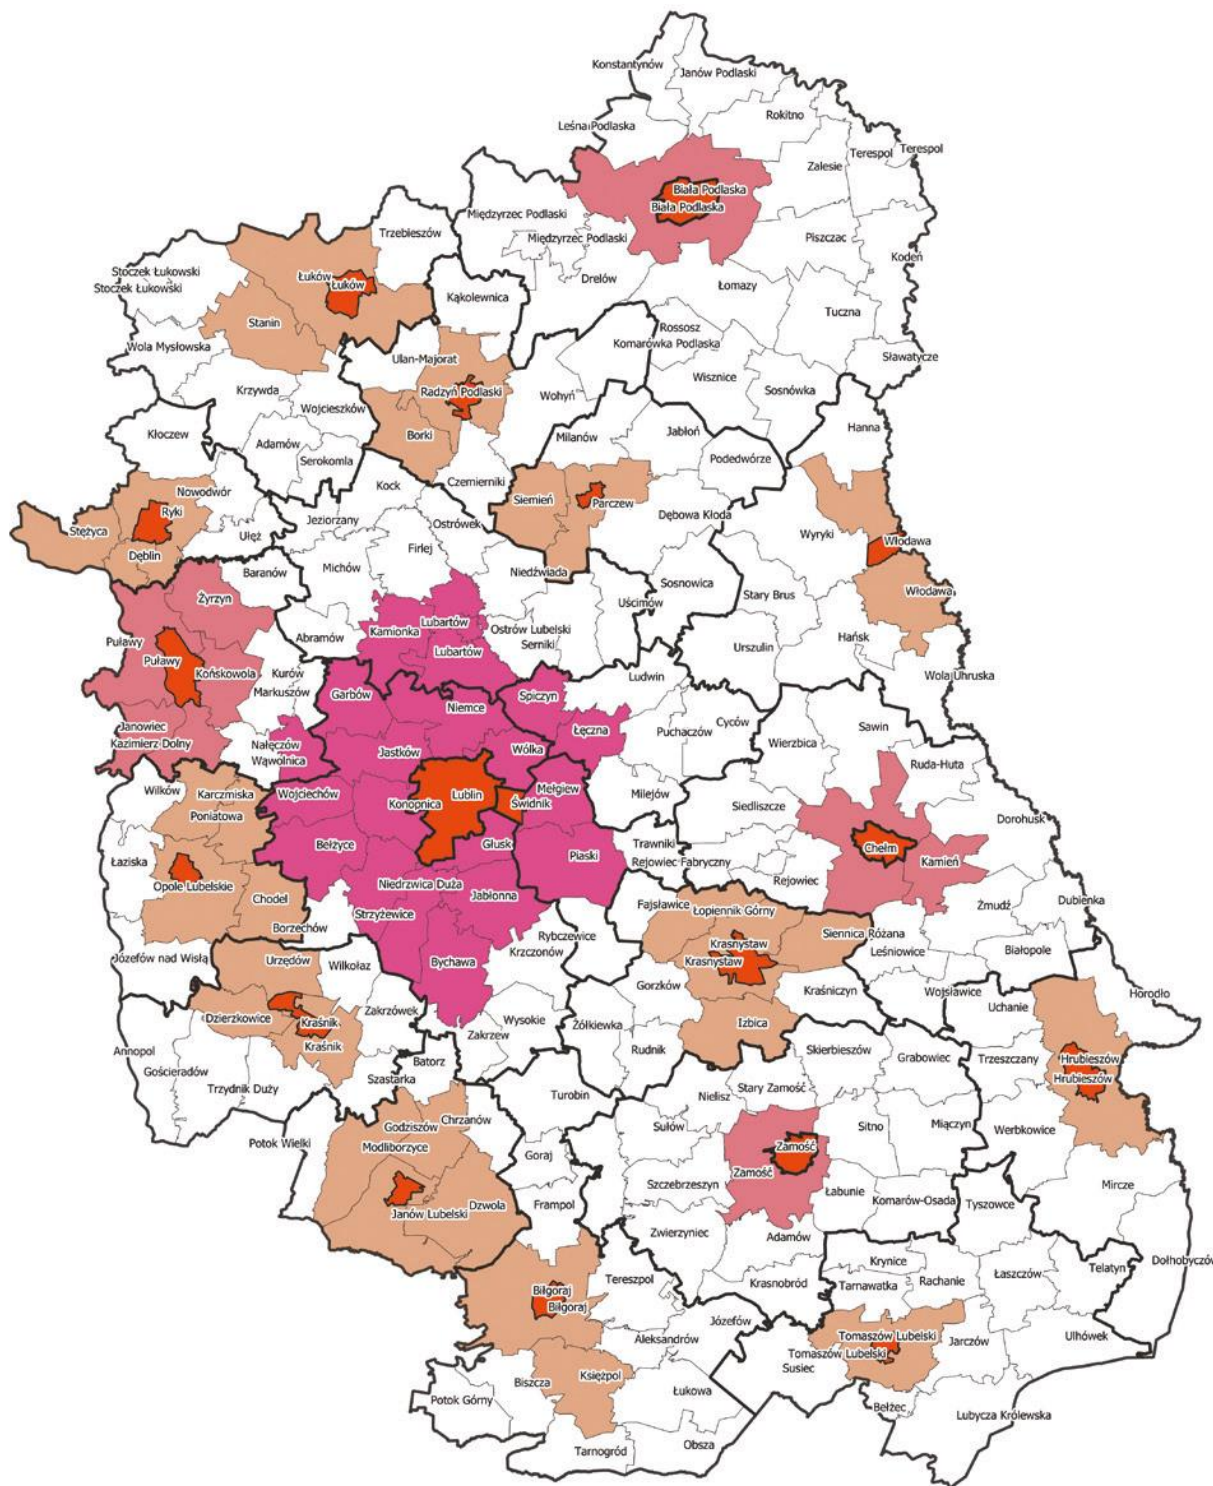 Konstantynów
Janów Podlaski
Rokitno
Leśna Podlaska
Terespol
Terespol
Zalesie
Biała Podlaska
Biała Podlaska
Międzyrzec Podlaski
Międzyrzec Podlaski
Trzebieszów
Piszczac
Kodeń
Drelów
Łomazy
Tuczna
Stoczek Łukowski
Stoczek Łukowski
Łuków
Łuków
Kąkolewnica
Stanin
Wola Mysłowska
Rossosz
Komarówka Podlaska
Sławatycze
Ulan-Majorat
Wisznice
Sosnówka
Krzywda
Radzyń Podlaski
Wohyń
Wojcieszków
Hanna
Kłoczew
Adamów
Borki
Milanów
Jabłoń
Podedwórze
Serokomla
Czemierniki
Kock
Nowodwór
Ryki
Siemień
Parczew
Stężyca
Jeziorzany
Ostrówek
Dębowa Kłoda
Ułęż
Wyryki
Włodawa
Dęblin
Firlej
Michów
Niedźwiada
Baranów
Sosnowica
Włodawa
Żyrzyn
Stary Brus
Uścimów
Abramów
Kamionka
Lubartów
Ostrów Lubelski
Serniki
Hańsk
Puławy
Puławy
Lubartów
Urszulin
Końskowola
Kurów
Markuszów
Garbów
Spiczyn
Ludwin
Wola Uhruska
Niemce
Janowiec
Kazimierz Dolny
Łęczna
Cyców
Puchaczów
Sawin
Nałęczów
Wąwolnica
Jastków
Wólka
Wierzbica
Ruda-Huta
Wilków
Karczmiska
Poniatowa
Wojciechów
Konopnica
Lublin
Świdnik
Mełgiew
Milejów
Siedliszcze
Dorohusk
Łaziska
Bełżyce
Głusk
Trawniki
Chełm
Kamień
Piaski
Rejowiec Fabryczny
Rejowiec
Opole Lubelskie
Niedrzwica Duża
Jabłonna
Chodel
Fajsławice
Łopiennik Górny
Żmudź
Dubienka
Borzechów
Strzyżewice
Rybczewice
Krasnystaw
Siennica Różana
Józefów nad Wisłą
Urzędów
Wilkołaz
Bychawa
Krzczonów
Krasnystaw
Leśniowice
Białopole
Gorzków
Kraśniczyn
Wojsławice
Uchanie
Horodło
Dzierzkowice
Kraśnik
Zakrzówek
Wysokie
Żółkiewka
Izbica
Annopol
Kraśnik
Zakrzew
Rudnik
Skierbieszów
Grabowiec
Trzeszczany
Hrubieszów
Hrubieszów
Gościeradów
Batorz
Trzydnik Duży
Szastarka
Turobin
Nielisz
Stary Zamość
Chrzanów
Godziszów
Sułów
Sitno
Miączyn
Werbkowice
Potok Wielki
Modliborzyce
Goraj
Zamość
Zamość
Szczebrzeszyn
Mircze
Janów Lubelski
Dzwola
Frampol
Łabunie
Komarów-Osada
Tyszowce
Zwierzyniec
Adamów
Krynice
Telatyn
Dołhobyczów
Tereszpol
Krasnobród
Tarnawatka
Rachanie
Łaszczów
Biłgoraj
Biłgoraj
Józefów
Aleksandrów
Tomaszów Lubelski
Tomaszów Lubelski
Jarczów
Ulhówek
Susiec
Biszcza
Księżpol
Potok Górny
Łukowa
Bełżec
Lubycza Królewska
Tarnogród
Obsza